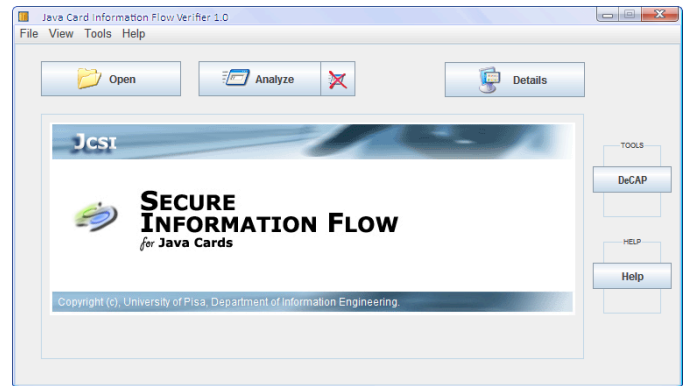 Java Card Information Flow Verifier 1.0
File View Tools Help
Open
Analyze
Details
JCSI
SECURE
INFORMATION FLOW
for Java Cards
Copyright (c), University of Pisa, Department of Information Engineering.
TOOLS
DeCAP
HELP
Help